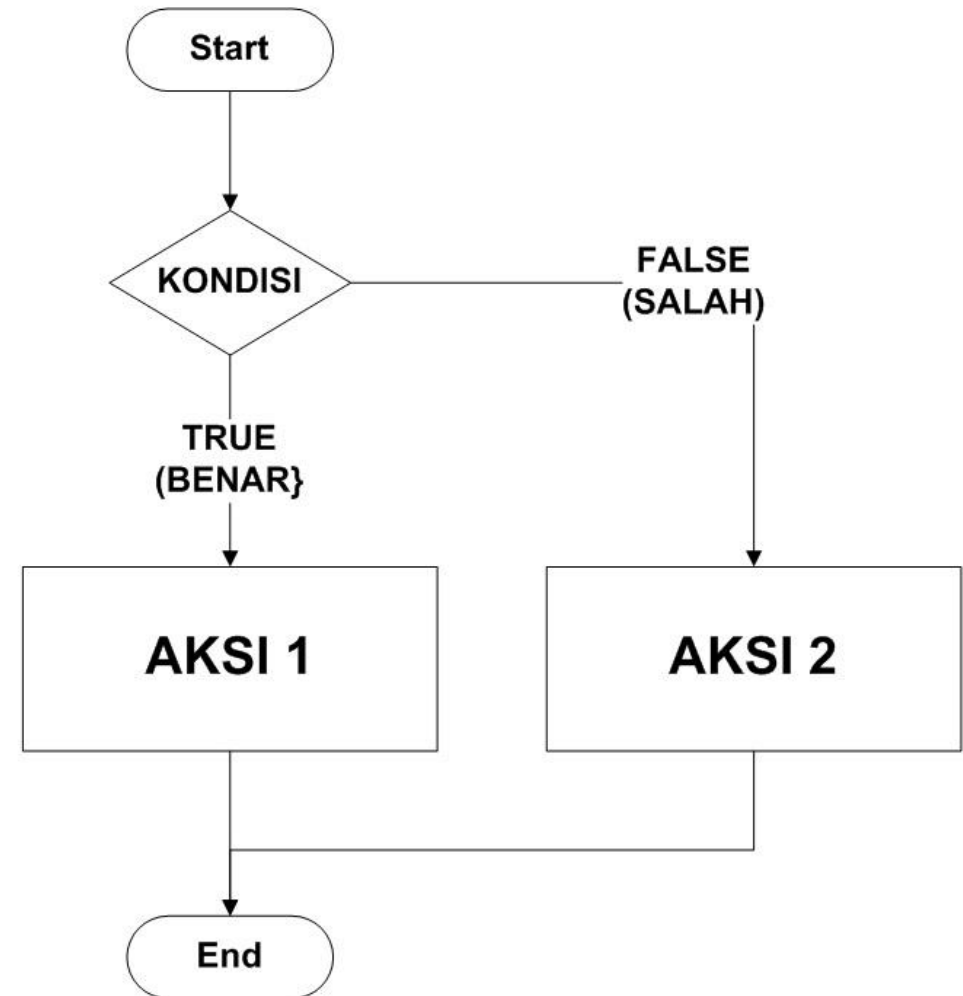 Start
KONDISI
FALSE
(SALAH)
TRUE
(BENAR}
AKSI 1
AKSI 2
End